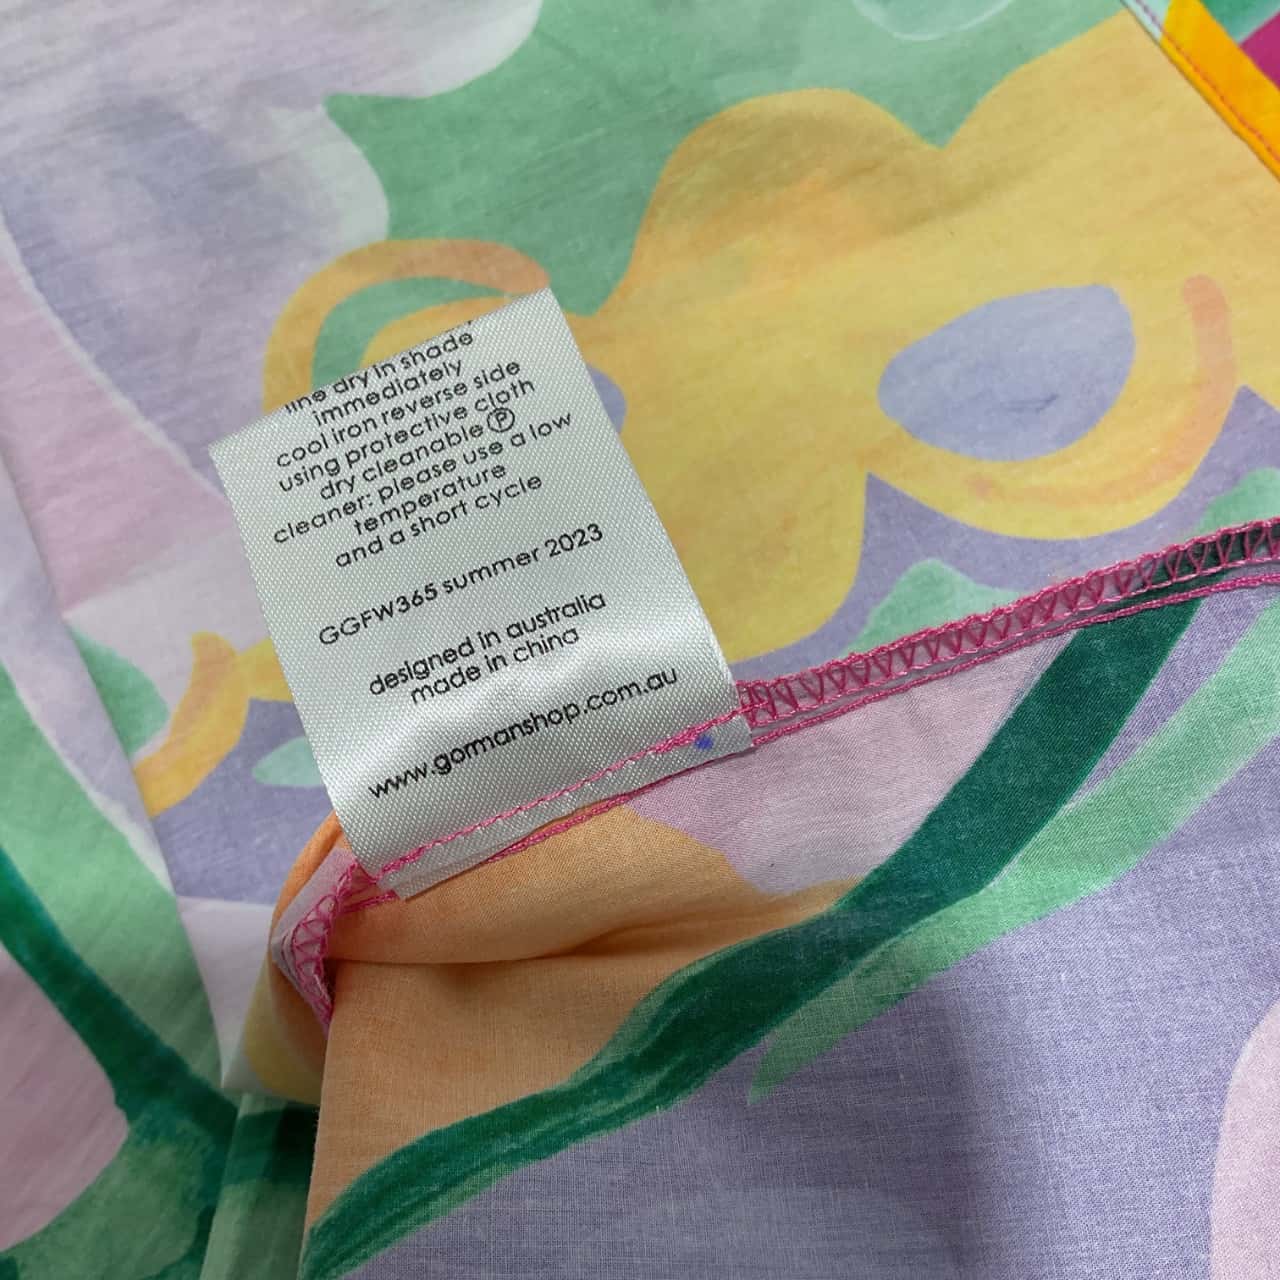 line dry in shade
immediately
cool iron reverse side
using protective cloth
dry cleanable Ⓟ
cleaner: please use a low
temperature
and a short cycle
GGFW365 summer 2023
designed in australia
made in china
www.gormanshop.com.au